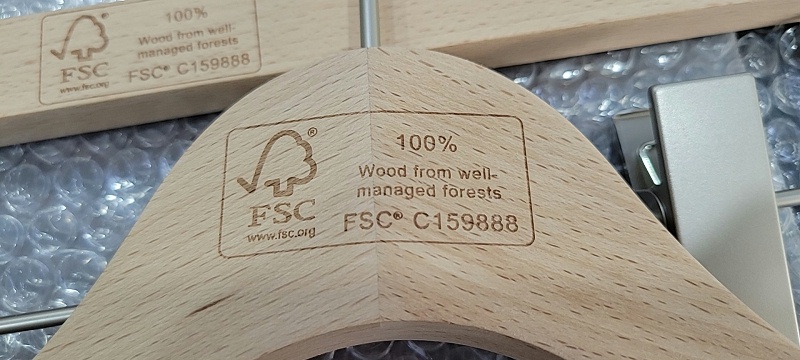 100%
Wood from well-
managed forests
FSC
www.fsc.org
FSC® C159888
®
100%
Wood from well-
managed forests
FSC
www.fsc.org
FSC® C159888